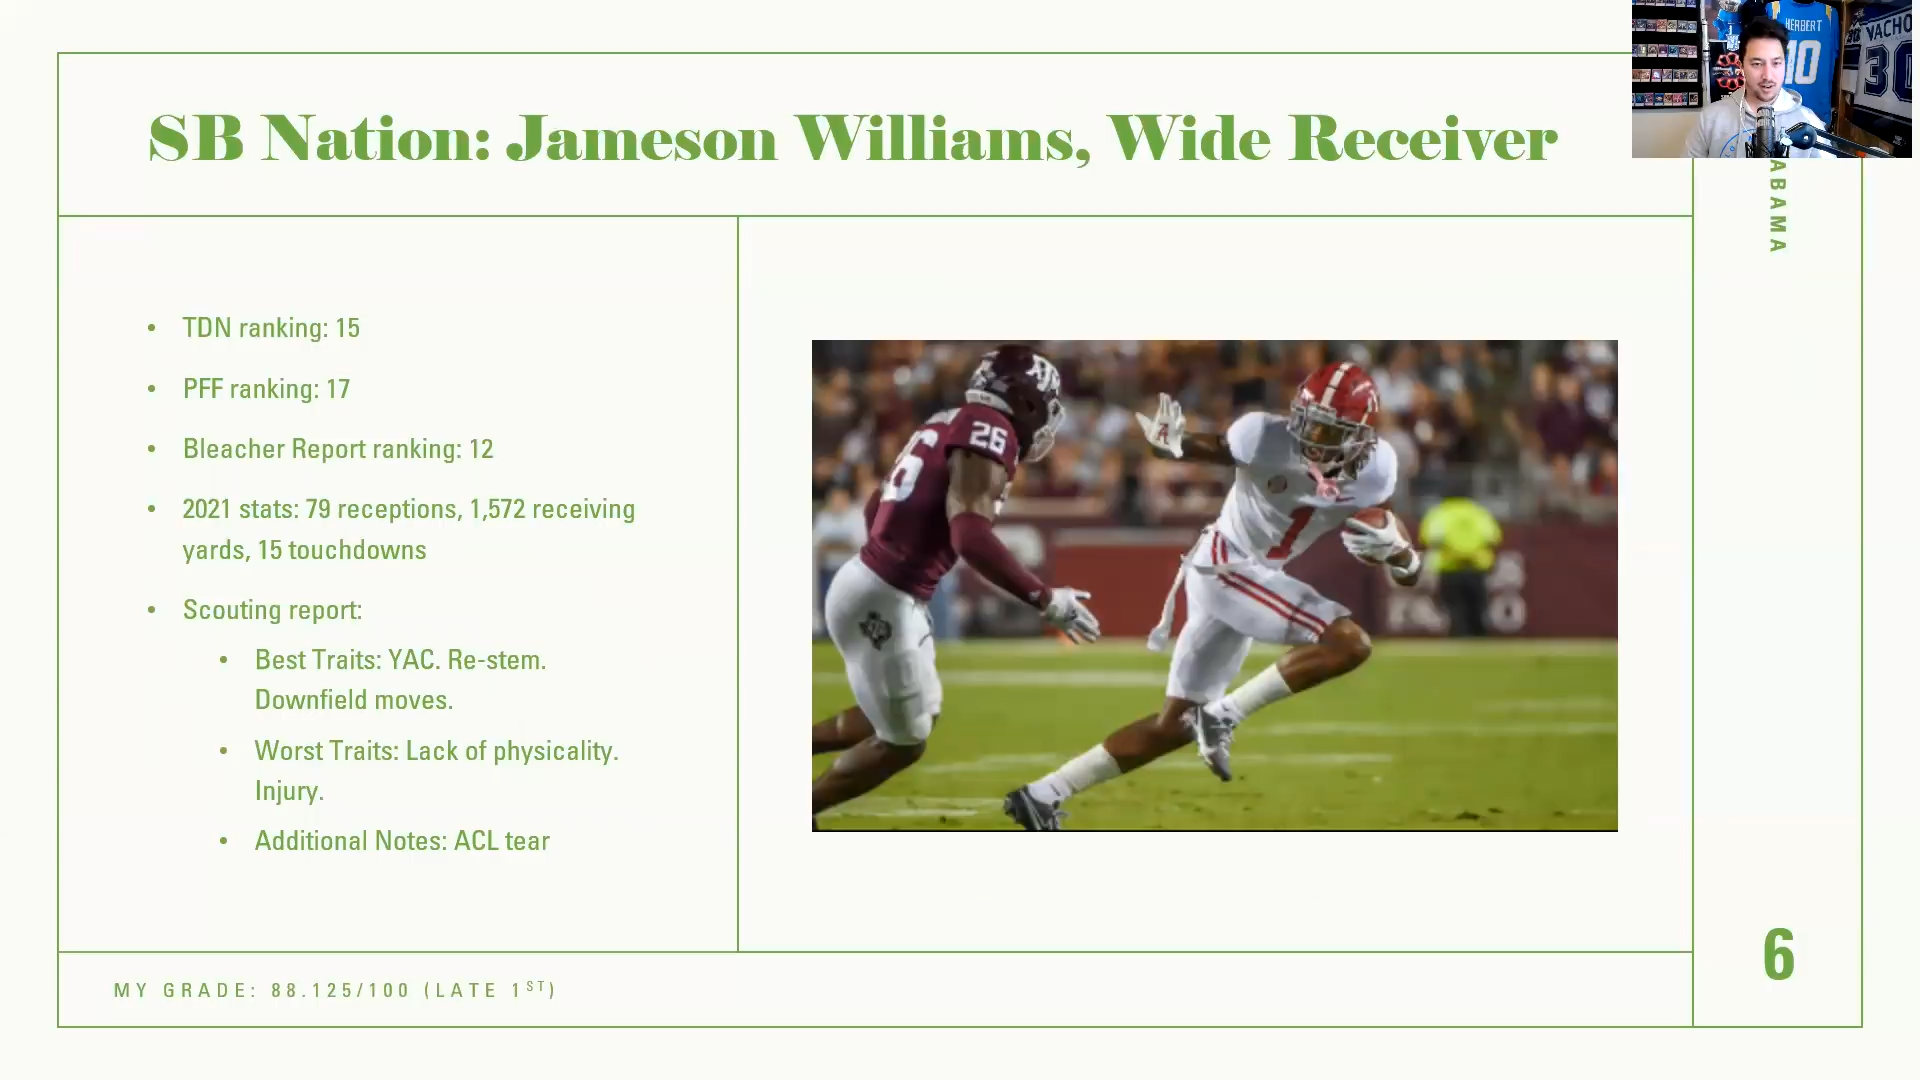 SB Nation: Jameson Williams, Wide Receiver
HERBERT
10
VACHO
30
ABAMA
• TDN ranking: 15
• PFF ranking: 17
• Bleacher Report ranking: 12
• 2021 stats: 79 receptions, 1,572 receiving
yards, 15 touchdowns
• Scouting report:
• Best Traits: YAC. Re-stem.
Downfield moves.
• Worst Traits: Lack of physicality.
Injury.
• Additional Notes: ACL tear
26
1
MY GRADE: 88.125/100 (LATE 1ST)
6